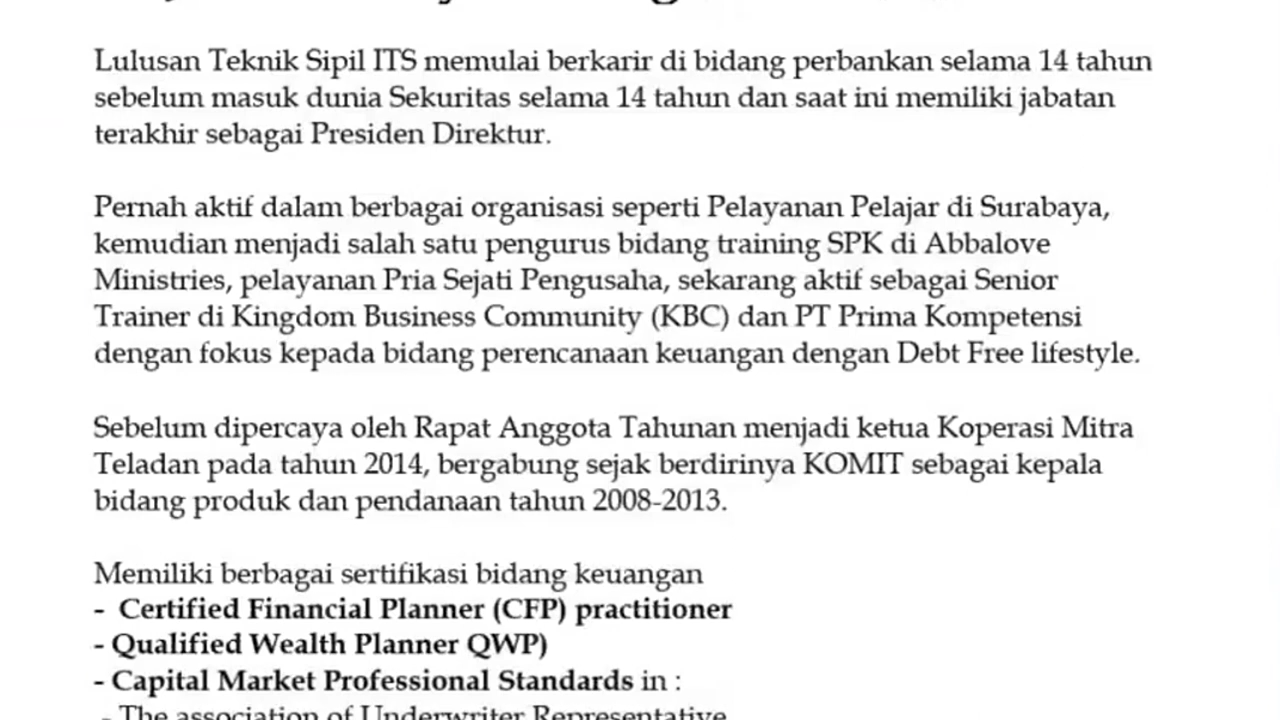 Lulusan Teknik Sipil ITS memulai berkarir di bidang perbankan selama 14 tahun
sebelum masuk dunia Sekuritas selama 14 tahun dan saat ini memiliki jabatan
terakhir sebagai Presiden Direktur.
Pernah aktif dalam berbagai organisasi seperti Pelayanan Pelajar di Surabaya,
kemudian menjadi salah satu pengurus bidang training SPK di Abbalove
Ministries, pelayanan Pria Sejati Pengusaha, sekarang aktif sebagai Senior
Trainer di Kingdom Business Community (KBC) dan PT Prima Kompetensi
dengan fokus kepada bidang perencanaan keuangan dengan Debt Free lifestyle.
Sebelum dipercaya oleh Rapat Anggota Tahunan menjadi ketua Koperasi Mitra
Teladan pada tahun 2014, bergabung sejak berdirinya KOMIT sebagai kepala
bidang produk dan pendanaan tahun 2008-2013.
Memiliki berbagai sertifikasi bidang keuangan
- Certified Financial Planner (CFP) practitioner
- Qualified Wealth Planner QWP)
- Capital Market Professional Standards in :
- The association of Underwriter Representative